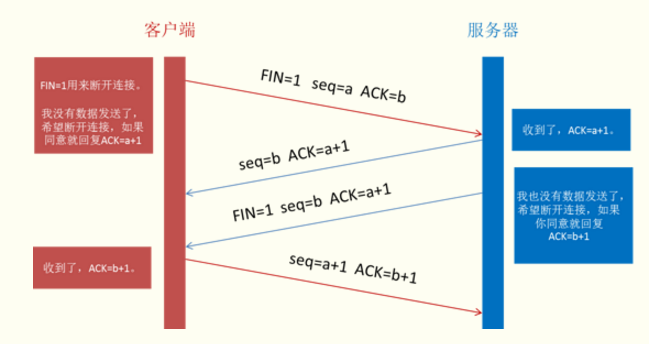 客户端
服务器
FIN=1用来断开连接。
我没有数据发送了，
希望断开连接，如果
同意就回复ACK=a+1
FIN=1 seq=a ACK=b
收到了，ACK=a+1。
seq=b ACK=a+1
FIN=1 seq=b ACK=a+1
我也没有数据发送了，
希望断开连接，如果
你同意就回复
ACK=b+1
收到了，ACK=b+1。
seq=a+1 ACK=b+1